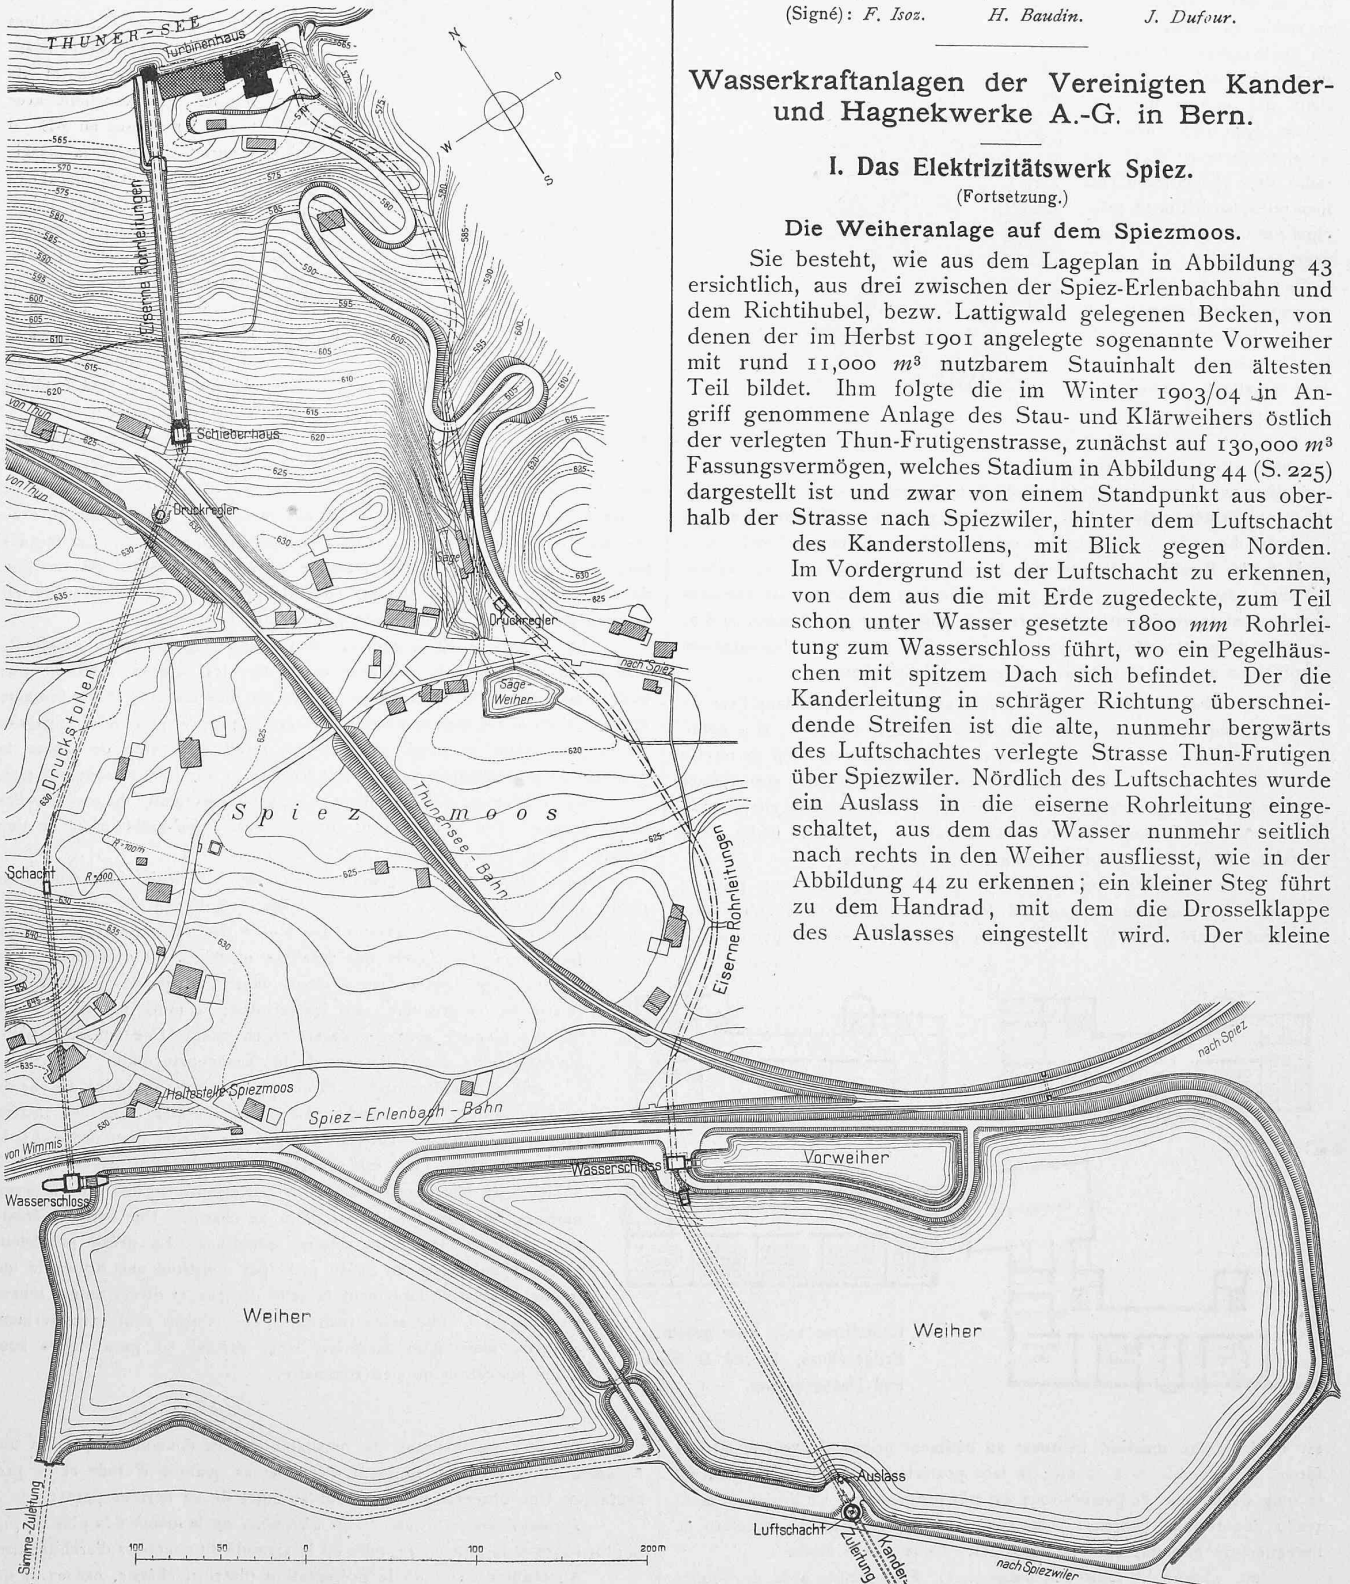 (Signé): F. Isoz. H. Baudin. J. Dufour.
Wasserkraftanlagen der Vereinigten Kander-
und Hagnekwerke A.-G. in Bern.
I. Das Elektrizitätswerk Spiez.
(Fortsetzung.)
Die Weiheranlage auf dem Spiezmoos.
Sie besteht, wie aus dem Lageplan in Abbildung 43
ersichtlich, aus drei zwischen der Spiez-Erlenbachbahn und
dem Richtihubel, bezw. Lattigwald gelegenen Becken, von
denen der im Herbst 1901 angelegte sogenannte Vorweiher
mit rund 11,000 m³ nutzbarem Stauinhalt den ältesten
Teil bildet. Ihm folgte die im Winter 1903/04 in An-
griff genommene Anlage des Stau- und Klärweihers östlich
der verlegten Thun-Frutigenstrasse, zunächst auf 130,000 m³
Fassungsvermögen, welches Stadium in Abbildung 44 (S. 225)
dargestellt ist und zwar von einem Standpunkt aus ober-
halb der Strasse nach Spiezwiler, hinter dem Luftschacht
des Kanderstollens, mit Blick gegen Norden.
Im Vordergrund ist der Luftschacht zu erkennen,
von dem aus die mit Erde zugedeckte, zum Teil
schon unter Wasser gesetzte 1800 mm Rohrlei-
tung zum Wasserschloss führt, wo ein Pegelhäus-
chen mit spitzem Dach sich befindet. Der die
Kanderleitung in schräger Richtung überschnei-
dende Streifen ist die alte, nunmehr bergwärts
des Luftschachtes verlegte Strasse Thun-Frutigen
über Spiezwiler. Nördlich des Luftschachtes wurde
ein Auslass in die eiserne Rohrleitung einge-
schaltet, aus dem das Wasser nunmehr seitlich
nach rechts in den Weiher ausfliesst, wie in der
Abbildung 44 zu erkennen; ein kleiner Steg führt
zu dem Handrad, mit dem die Drosselklappe
des Auslasses eingestellt wird. Der kleine
THUNER-SEE
Turbinenhaus
N
O
W
S
Eiserne Rohrleitungen
Schieberhaus
von Thun
von Thun
Druckregler
Säge
Druckregler
nach Spiez
Säge-
Weiher
Druckstollen
Spiezmoos
Thunersee-Bahn
R=100m
R=300
Schacht
Eiserne Rohrleitungen
Haltestelle Spiezmoos
Spiez-Erlenbach-Bahn
nach Spiez
von Wimmis
Wasserschloss
Wasserschloss
Vorweiher
Weiher
Weiher
Auslass
Luftschacht
Kander-
Zuleitung
Simme-Zuleitung
nach Spiezwiler
100 50 0 100 200 m